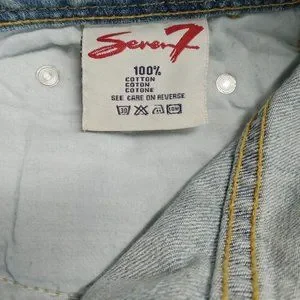 Seven7
100%
COTTON
COTON
COTONE
SEE CARE ON REVERSE